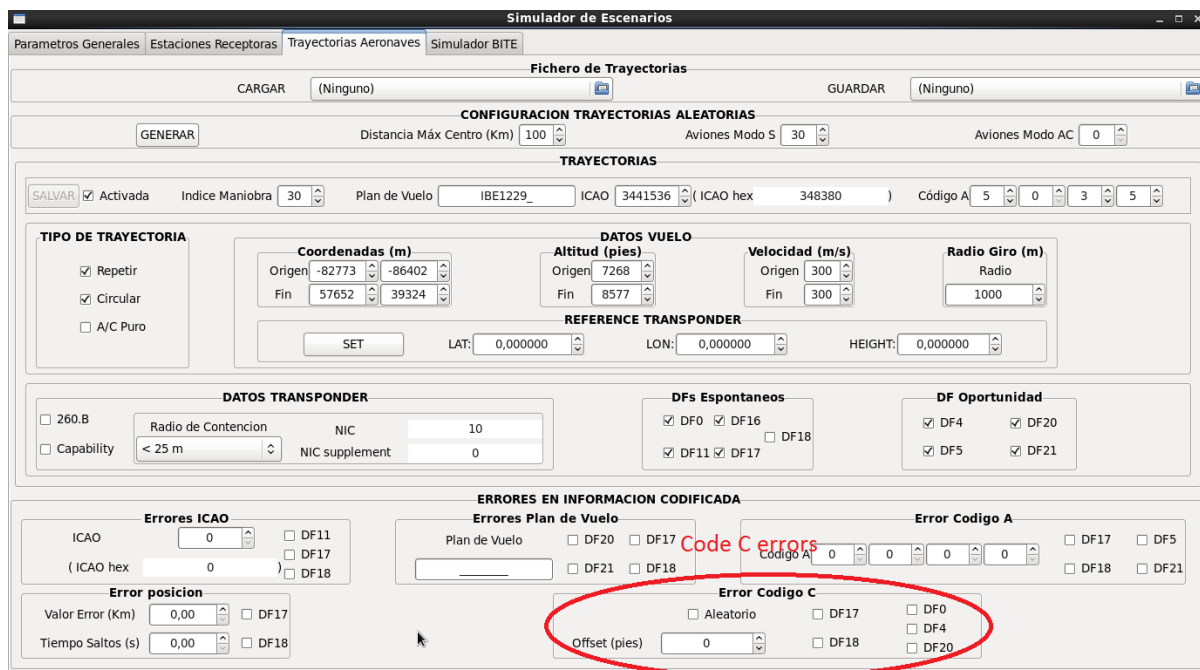 Simulador de Escenarios
Parametros Generales Estaciones Receptoras Trayectorias Aeronaves Simulador BITE
Fichero de Trayectorias
CARGAR (Ninguno) GUARDAR (Ninguno)
CONFIGURACION TRAYECTORIAS ALEATORIAS
GENERAR Distancia Máx Centro (Km) 100 Aviones Modo S 30 Aviones Modo AC 0
TRAYECTORIAS
SALVAR Activada Indice Maniobra 30 Plan de Vuelo IBE1229_ ICAO 3441536 ( ICAO hex 348380 ) Código A 5 0 3 5
TIPO DE TRAYECTORIA
Repetir
Circular
A/C Puro
DATOS VUELO
Coordenadas (m)
Origen -82773 -86402
Fin 57652 39324
Altitud (pies)
Origen 7268
Fin 8577
Velocidad (m/s)
Origen 300
Fin 300
Radio Giro (m)
Radio
1000
REFERENCE TRANSPONDER
SET LAT: 0,000000 LON: 0,000000 HEIGHT: 0,000000
DATOS TRANSPONDER
260.B
Capability
Radio de Contencion
< 25 m
NIC 10
NIC supplement 0
DFs Espontaneos
DF0 DF16
DF18
DF11 DF17
DF Oportunidad
DF4 DF20
DF5 DF21
ERRORES EN INFORMACION CODIFICADA
Errores ICAO
ICAO 0 DF11
DF17
( ICAO hex 0 ) DF18
Errores Plan de Vuelo
Plan de Vuelo DF20 DF17
________ DF21 DF18
Code C errors
Error Codigo A
Codigo A 0 0 0 0 DF17 DF5
DF18 DF21
Error posicion
Valor Error (Km) 0,00 DF17
Tiempo Saltos (s) 0,00 DF18
Error Codigo C
Aleatorio DF17 DF0
DF4
Offset (pies) 0 DF18 DF20